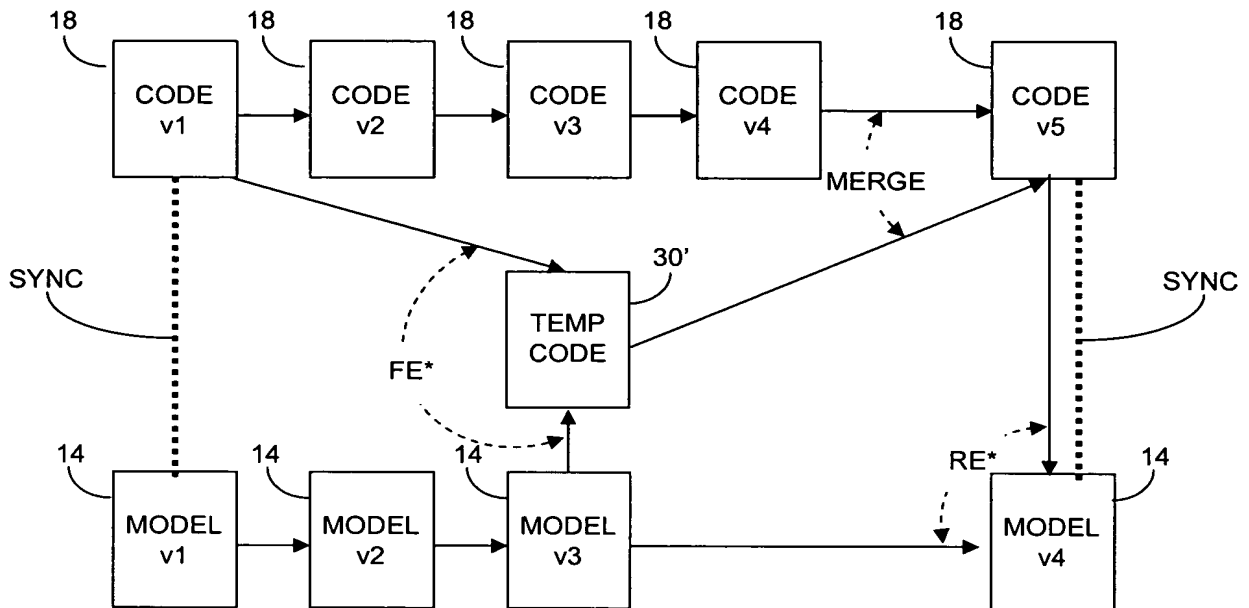 18
18
18
18
18
CODE
v1
CODE
v2
CODE
v3
CODE
v4
CODE
v5
MERGE
30’
SYNC
SYNC
TEMP
CODE
FE*
14
14
14
RE*
14
MODEL
v1
MODEL
v2
MODEL
v3
MODEL
v4